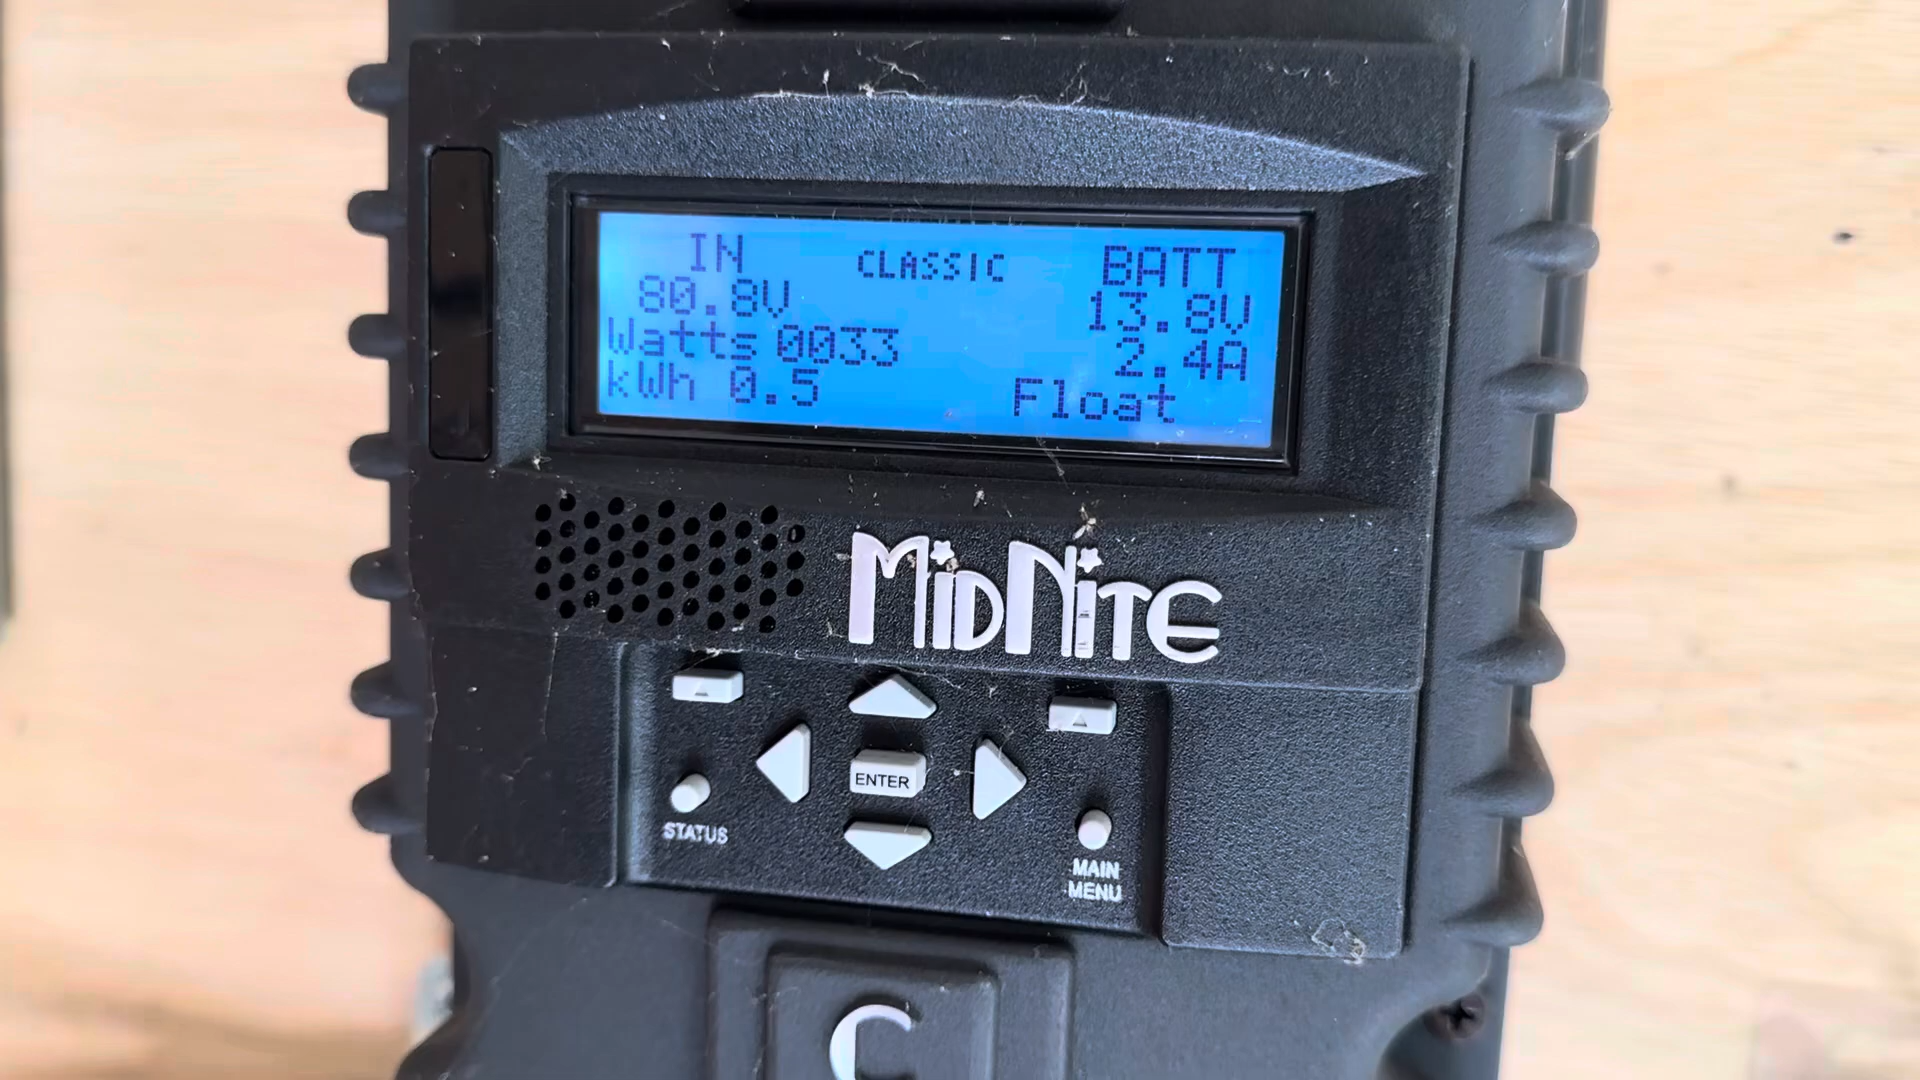 IN CLASSIC BATT
80.8V 13.8V
Watts 0033 2.4A
kWh 0.5 Float
MIDNITE
ENTER
STATUS
MAIN
MENU
C